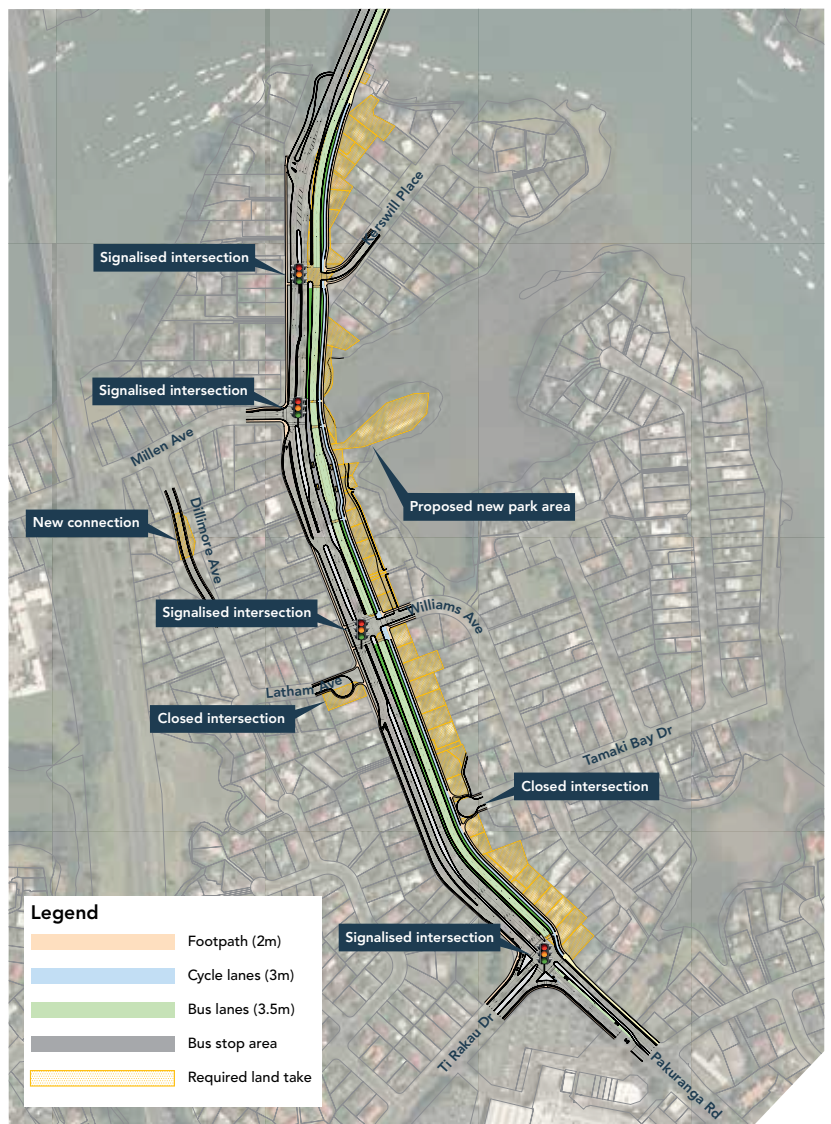 Kerswill Place
Signalised intersection
Signalised intersection
Millen Ave
Proposed new park area
New connection
Dillimore Ave
Signalised intersection
Williams Ave
Latham Ave
Closed intersection
Tamaki Bay Dr
Closed intersection
Signalised intersection
Ti Rakau Dr
Pakuranga Rd
Legend
Footpath (2m)
Cycle lanes (3m)
Bus lanes (3.5m)
Bus stop area
Required land take